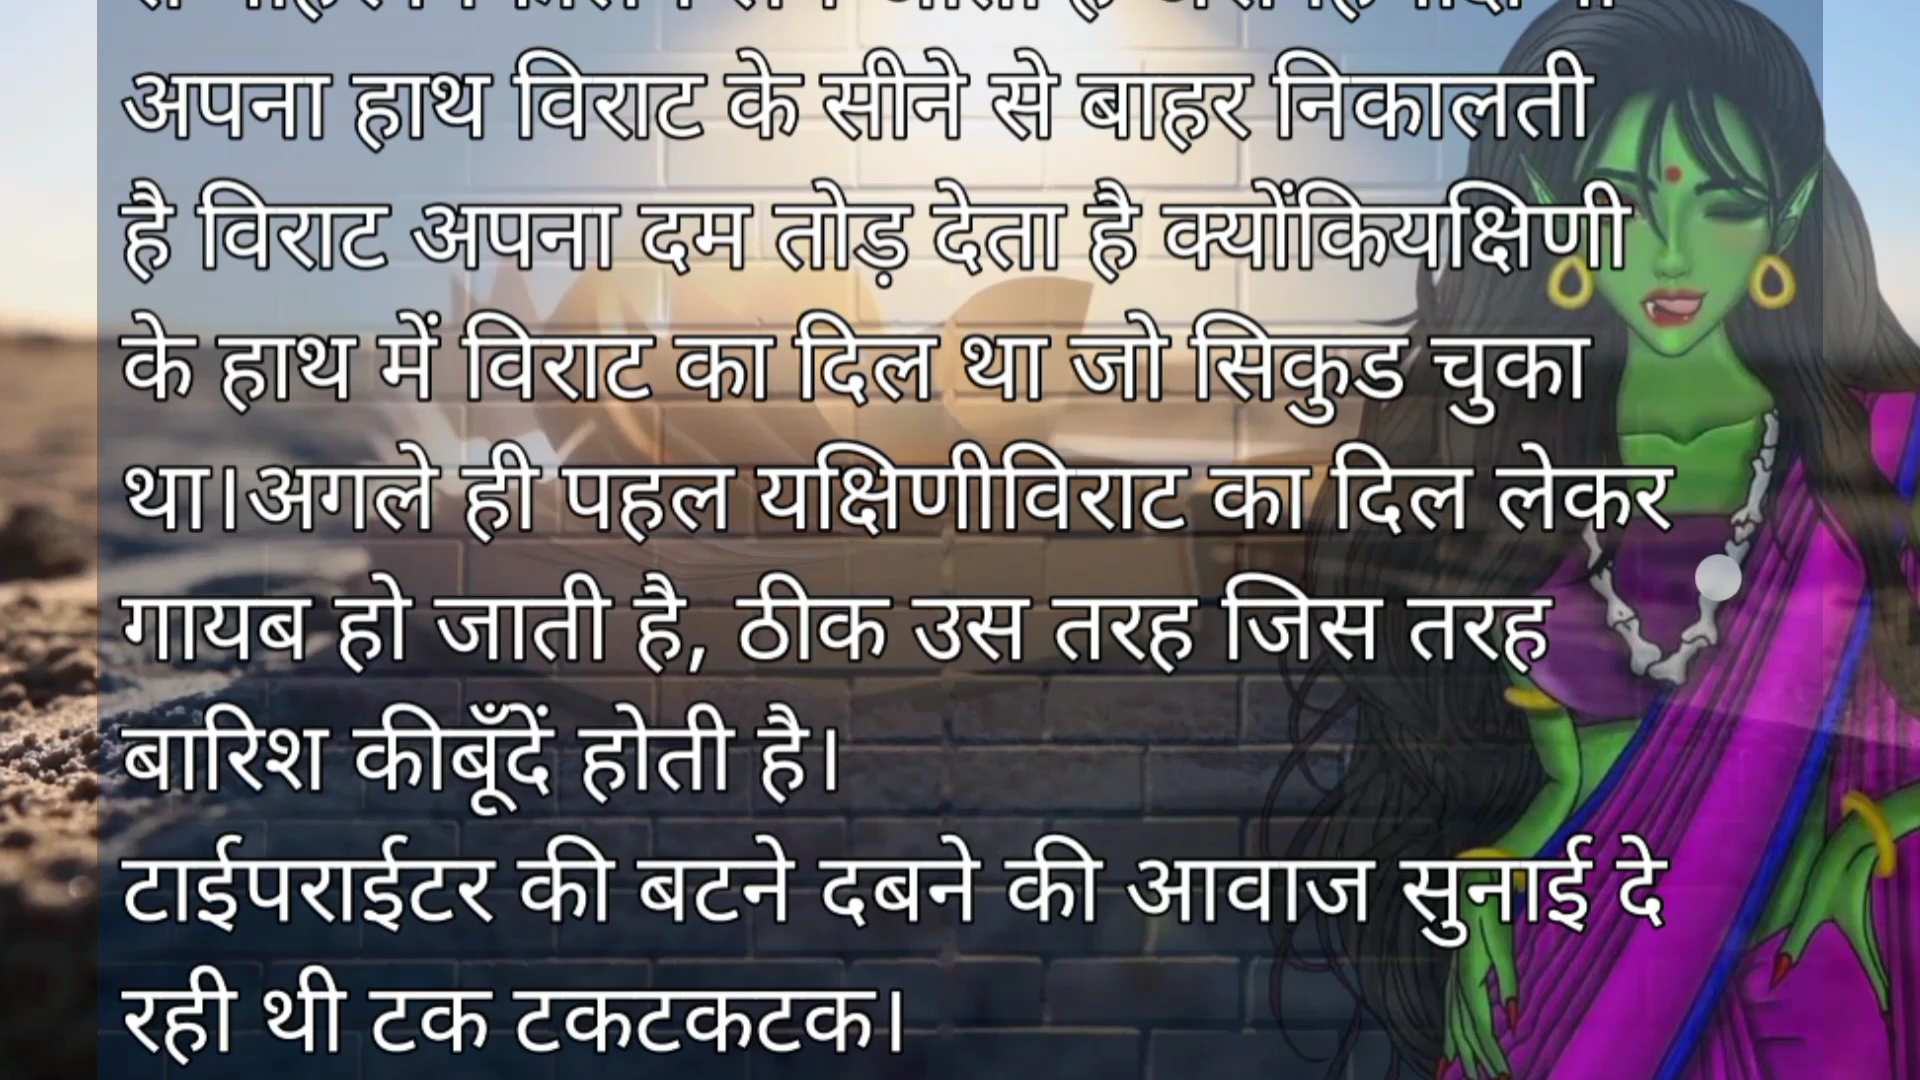 अपना हाथ विराट के सीने से बाहर निकालती
है विराट अपना दम तोड़ देता है क्योंकियक्षिणी
के हाथ में विराट का दिल था जो सिकुड चुका
था।अगले ही पहल यक्षिणीविराट का दिल लेकर
गायब हो जाती है, ठीक उस तरह जिस तरह
बारिश कीबूँदें होती है।
टाईपराईटर की बटने दबने की आवाज सुनाई दे
रही थी टक टकटकटक।